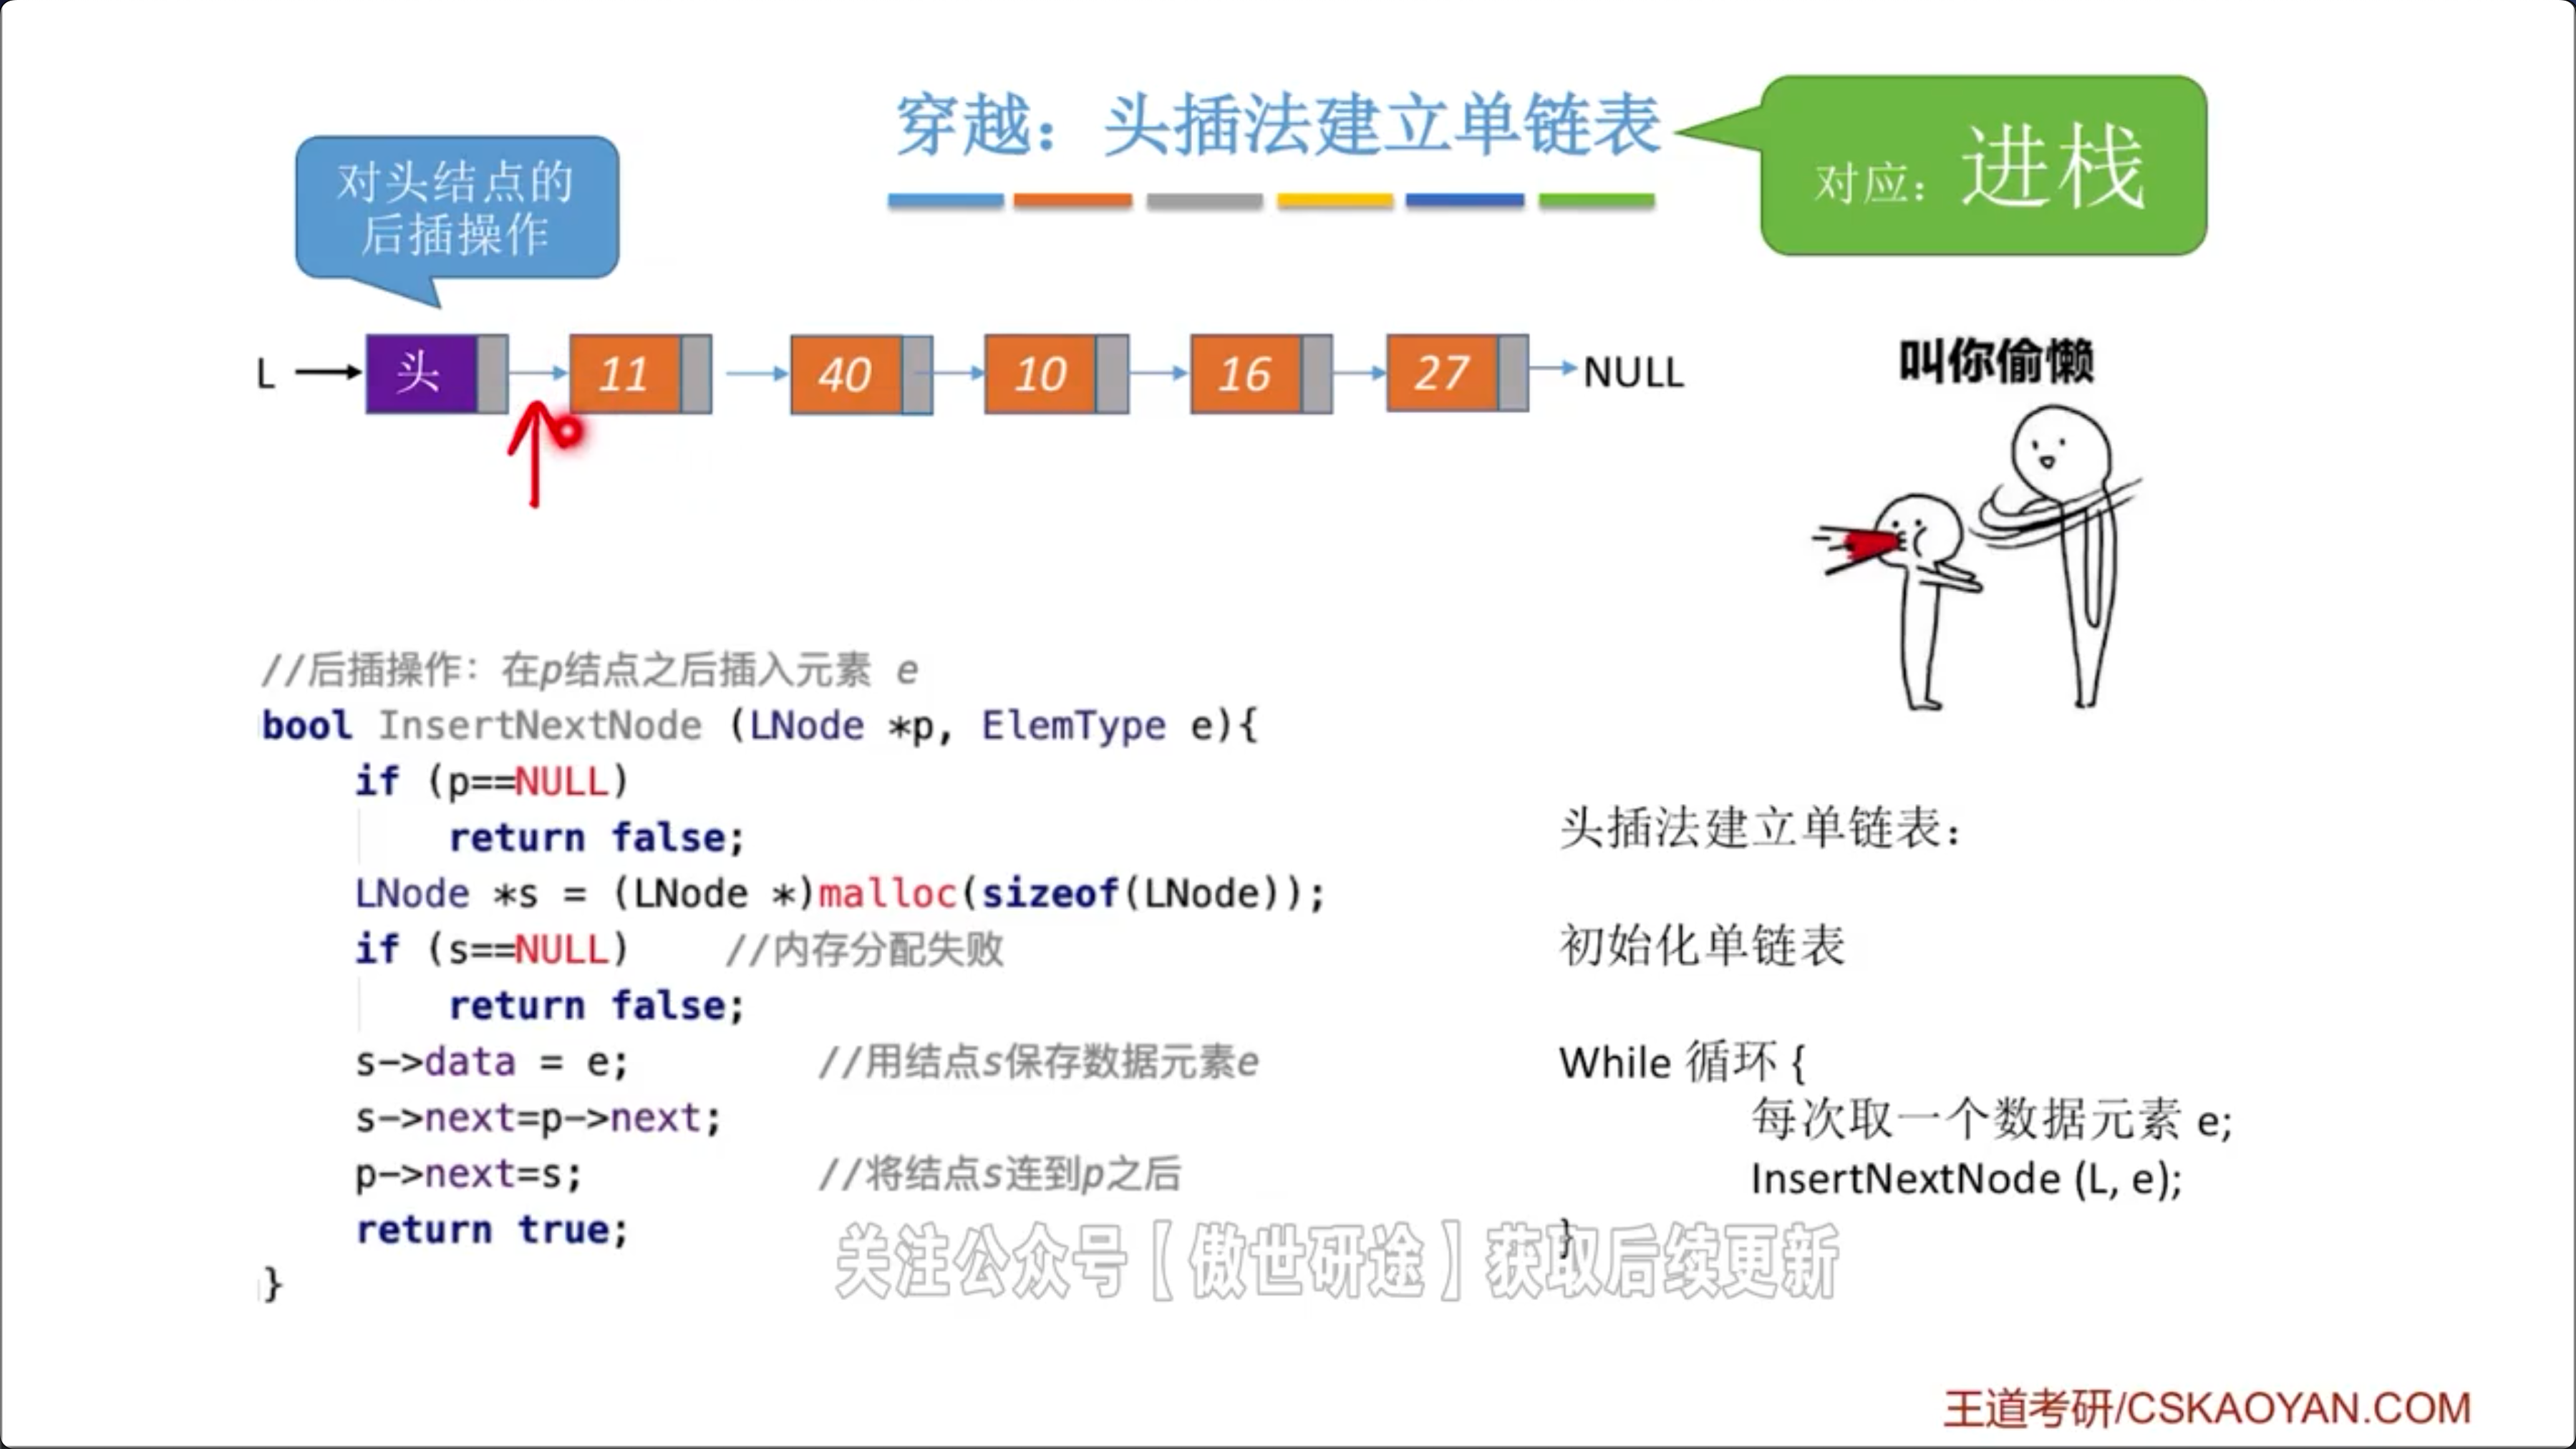 穿越：头插法建立单链表
对应：进栈
对头结点的
后插操作
L 头 11 40 10 16 27 NULL
叫你偷懒
//后插操作：在p结点之后插入元素 e
bool InsertNextNode (LNode *p, ElemType e){
if (p==NULL)
return false;
LNode *s = (LNode *)malloc(sizeof(LNode));
if (s==NULL) //内存分配失败
return false;
s->data = e; //用结点s保存数据元素e
s->next=p->next;
p->next=s; //将结点s连到p之后
return true;
}
头插法建立单链表：
初始化单链表
While 循环 {
每次取一个数据元素 e;
InsertNextNode (L, e);
}
关注公众号【傲世研途】获取后续更新
王道考研/CSKAOYAN.COM